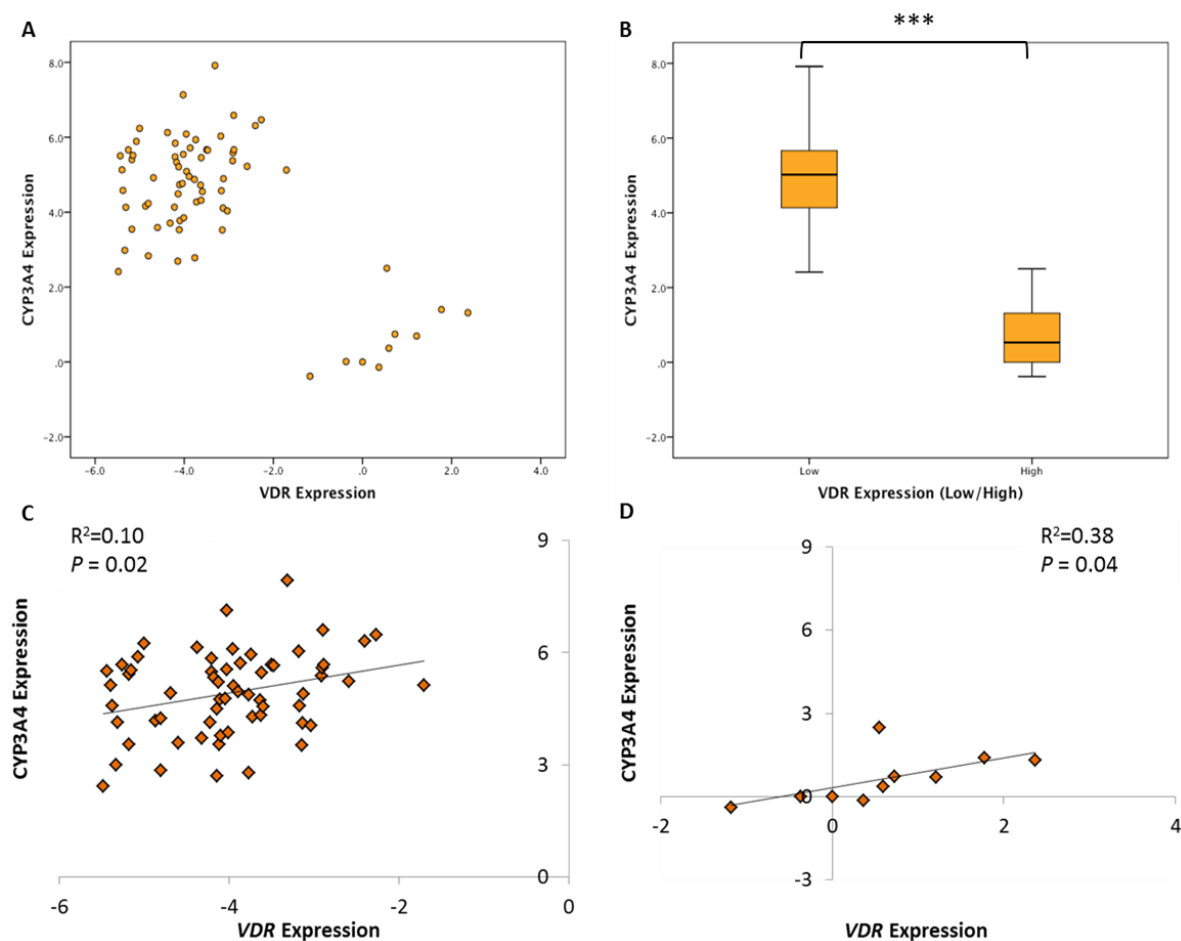 A
8.0
6.0
4.0
2.0
.0
-2.0
CYP3A4 Expression
-6.0 -4.0 -2.0 .0 2.0 4.0
VDR Expression
B
***
8.0
6.0
4.0
2.0
.0
-2.0
CYP3A4 Expression
Low High
VDR Expression (Low/High)
C
R²=0.10
P = 0.02
9
6
3
0
CYP3A4 Expression
-6 -4 -2 0
VDR Expression
D
R²=0.38
P = 0.04
9
6
3
0
-3
CYP3A4 Expression
-2 0 2 4
VDR Expression